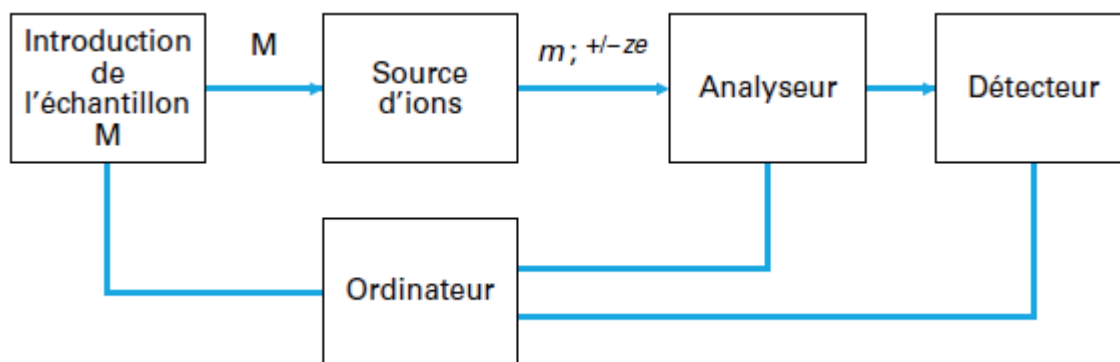 Introduction
de
l'échantillon
M
M
Source
d'ions
m ; +/–ze
Analyseur
Détecteur
Ordinateur